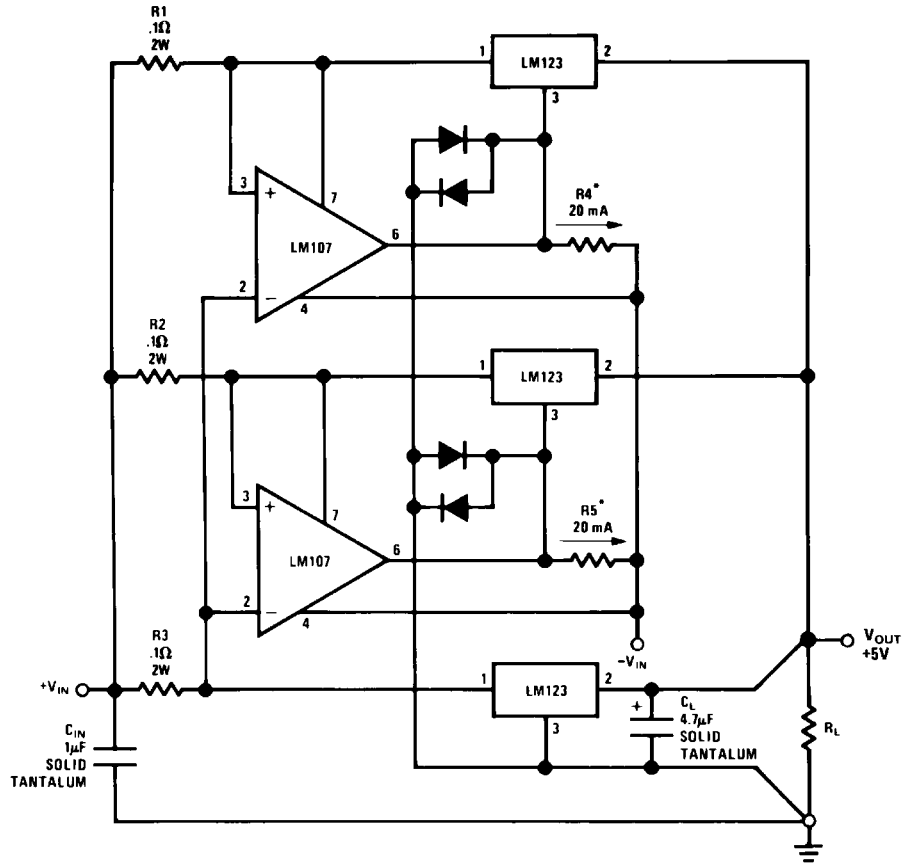 R1
.1Ω
2W
1
LM123
2
3
3
+
7
LM107
6
R4*
20 mA
2
−
4
R2
.1Ω
2W
1
LM123
2
3
3
+
7
LM107
6
R5*
20 mA
2
−
4
R3
.1Ω
2W
−VIN
VOUT
+5V
+VIN
1
LM123
2
3
+
CL
4.7μF
SOLID
TANTALUM
RL
CIN
1μF
SOLID
TANTALUM